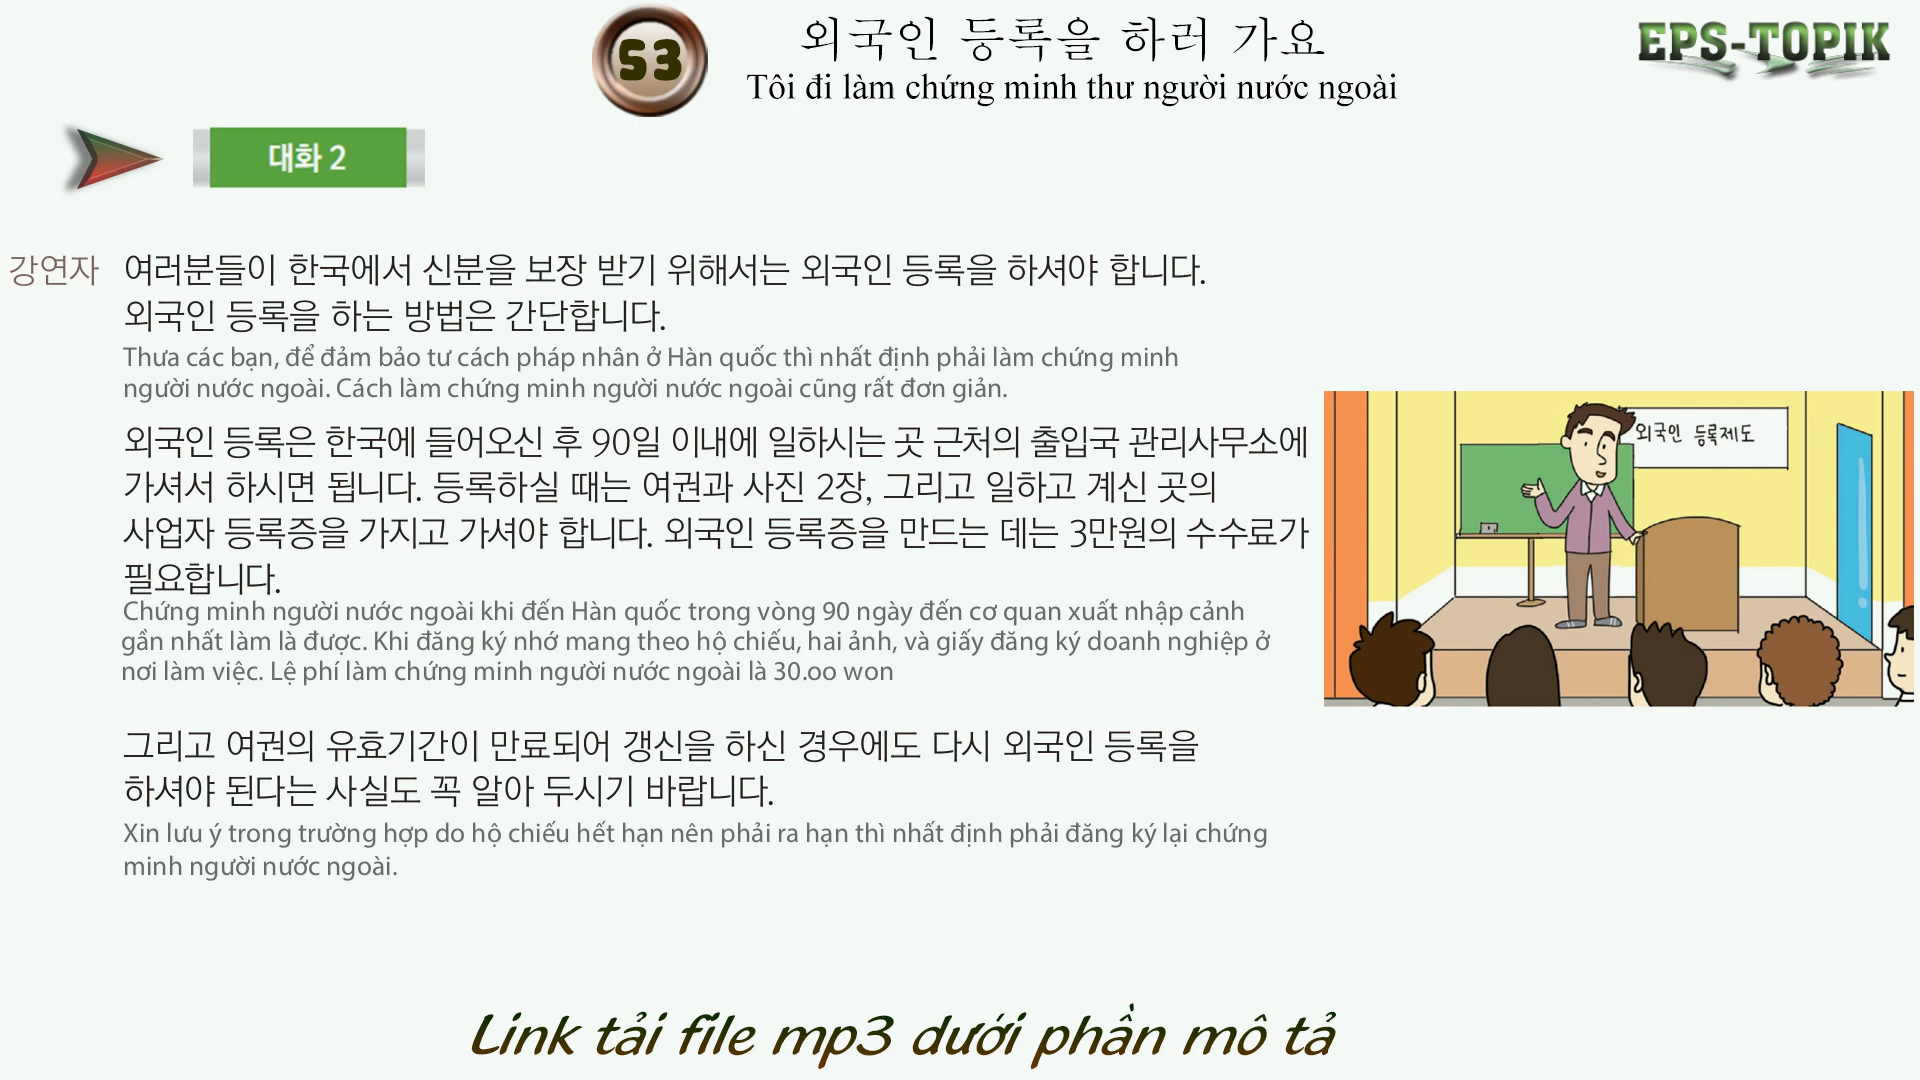 53
외국인 등록을 하러 가요
Tôi đi làm chứng minh thư người nước ngoài
EPS-TOPIK
대화 2
강연자 여러분들이 한국에서 신분을 보장 받기 위해서는 외국인 등록을 하셔야 합니다.
외국인 등록을 하는 방법은 간단합니다.
Thưa các bạn, để đảm bảo tư cách pháp nhân ở Hàn quốc thì nhất định phải làm chứng minh
người nước ngoài. Cách làm chứng minh người nước ngoài cũng rất đơn giản.
외국인 등록은 한국에 들어오신 후 90일 이내에 일하시는 곳 근처의 출입국 관리사무소에
가셔서 하시면 됩니다. 등록하실 때는 여권과 사진 2장, 그리고 일하고 계신 곳의
사업자 등록증을 가지고 가셔야 합니다. 외국인 등록증을 만드는 데는 3만원의 수수료가
필요합니다.
Chứng minh người nước ngoài khi đến Hàn quốc trong vòng 90 ngày đến cơ quan xuất nhập cảnh
gần nhất làm là được. Khi đăng ký nhớ mang theo hộ chiếu, hai ảnh, và giấy đăng ký doanh nghiệp ở
nơi làm việc. Lệ phí làm chứng minh người nước ngoài là 30.oo won
외국인 등록제도
그리고 여권의 유효기간이 만료되어 갱신을 하신 경우에도 다시 외국인 등록을
하셔야 된다는 사실도 꼭 알아 두시기 바랍니다.
Xin lưu ý trong trường hợp do hộ chiếu hết hạn nên phải ra hạn thì nhất định phải đăng ký lại chứng
minh người nước ngoài.
Link tải file mp3 dưới phần mô tả